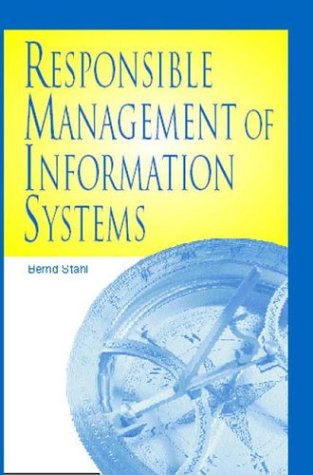 RESPONSIBLE
MANAGEMENT OF
INFORMATION
SYSTEMS
Bernd Stahl